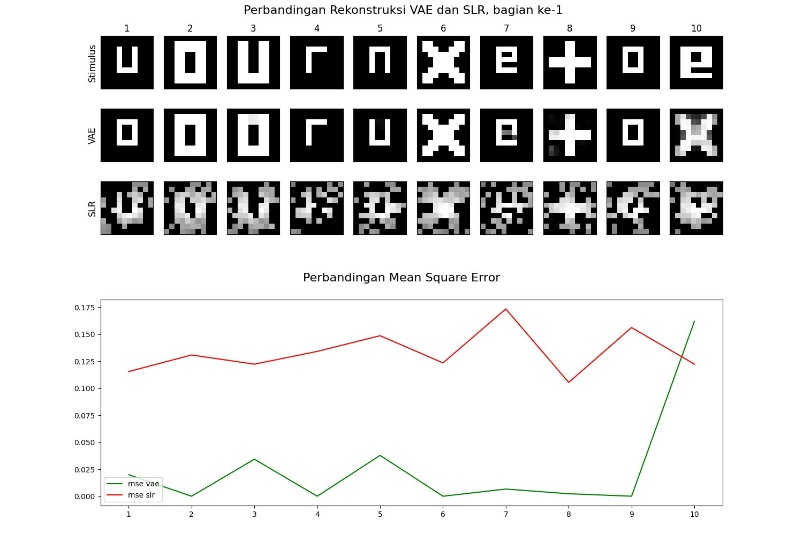 Perbandingan Rekonstruksi VAE dan SLR, bagian ke-1
1 2 3 4 5 6 7 8 9 10
Stimulus
VAE
SLR
Perbandingan Mean Square Error
0.175
0.150
0.125
0.100
0.075
0.050
0.025
0.000
mse vae
mse slr
1 2 3 4 5 6 7 8 9 10